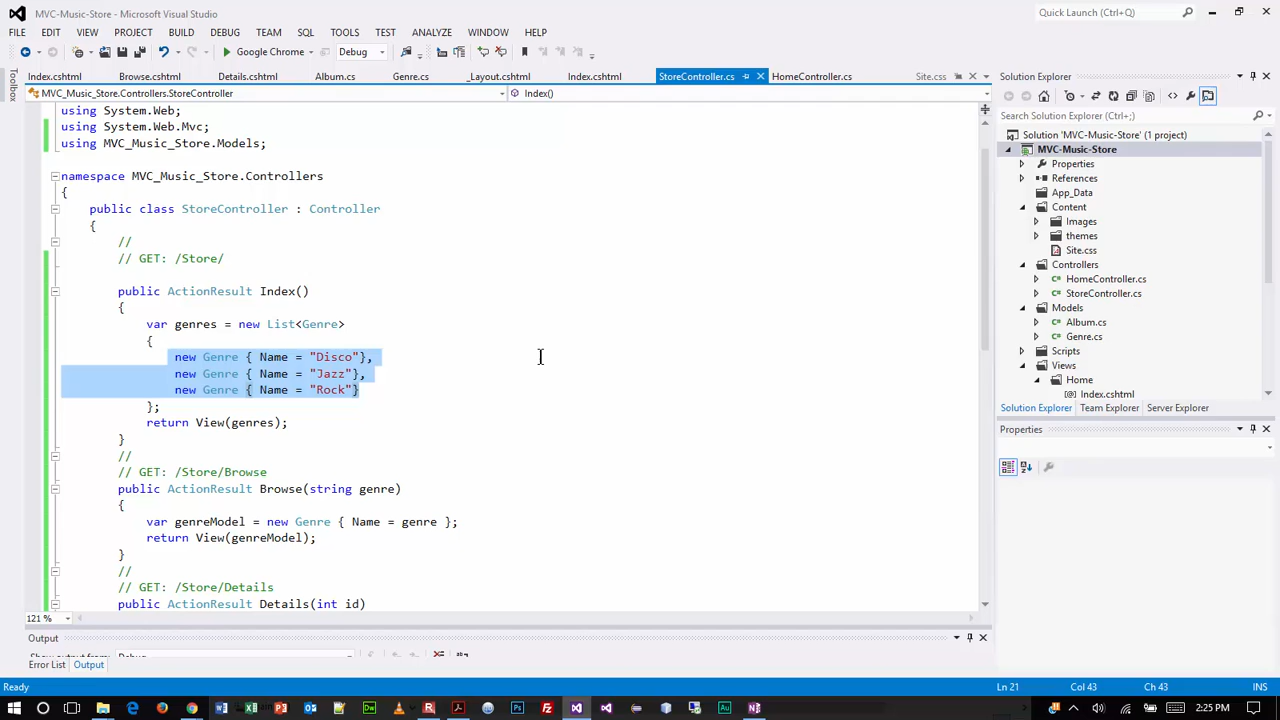 MVC-Music-Store - Microsoft Visual Studio
Quick Launch (Ctrl+Q)
FILE EDIT VIEW PROJECT BUILD DEBUG TEAM SQL TOOLS TEST ANALYZE WINDOW HELP
Google Chrome Debug
Toolbox
Index.cshtml Browse.cshtml Details.cshtml Album.cs Genre.cs _Layout.cshtml Index.cshtml StoreController.cs HomeController.cs Site.css
MVC_Music_Store.Controllers.StoreController Index()
using System.Web;
using System.Web.Mvc;
using MVC_Music_Store.Models;
namespace MVC_Music_Store.Controllers
{
public class StoreController : Controller
{
//
// GET: /Store/
public ActionResult Index()
{
var genres = new List<Genre>
{
new Genre { Name = "Disco"},
new Genre { Name = "Jazz"},
new Genre { Name = "Rock"}
};
return View(genres);
}
//
// GET: /Store/Browse
public ActionResult Browse(string genre)
{
var genreModel = new Genre { Name = genre };
return View(genreModel);
}
//
// GET: /Store/Details
public ActionResult Details(int id)
121 %
Output
Show output from: Debug
Error List Output
Solution Explorer
Search Solution Explorer (Ctrl+;)
Solution 'MVC-Music-Store' (1 project)
MVC-Music-Store
Properties
References
App_Data
Content
Images
themes
Site.css
Controllers
HomeController.cs
StoreController.cs
Models
Album.cs
Genre.cs
Scripts
Views
Home
Index.cshtml
Solution Explorer Team Explorer Server Explorer
Properties
Ready Ln 21 Col 43 Ch 43 INS
2:25 PM